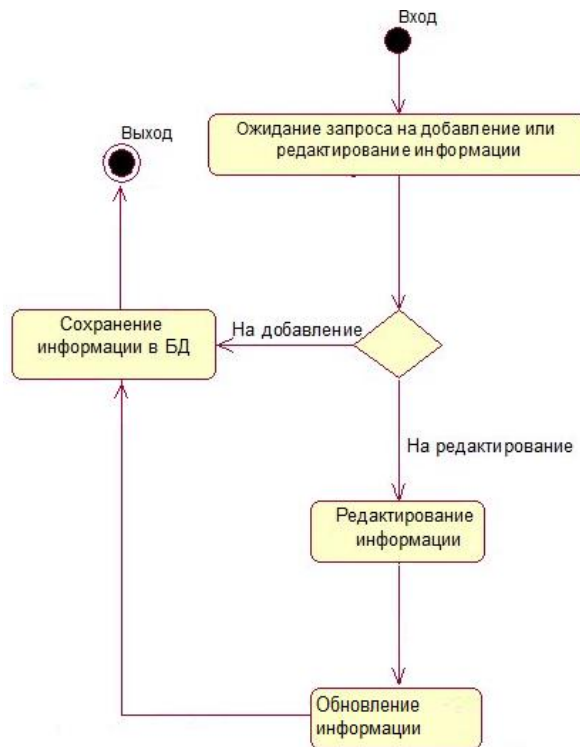 Вход
Ожидание запроса на добавление или
редактирование информации
Выход
Сохранение
информации в БД
На добавление
На редактирование
Редактирование
информации
Обновление
информации